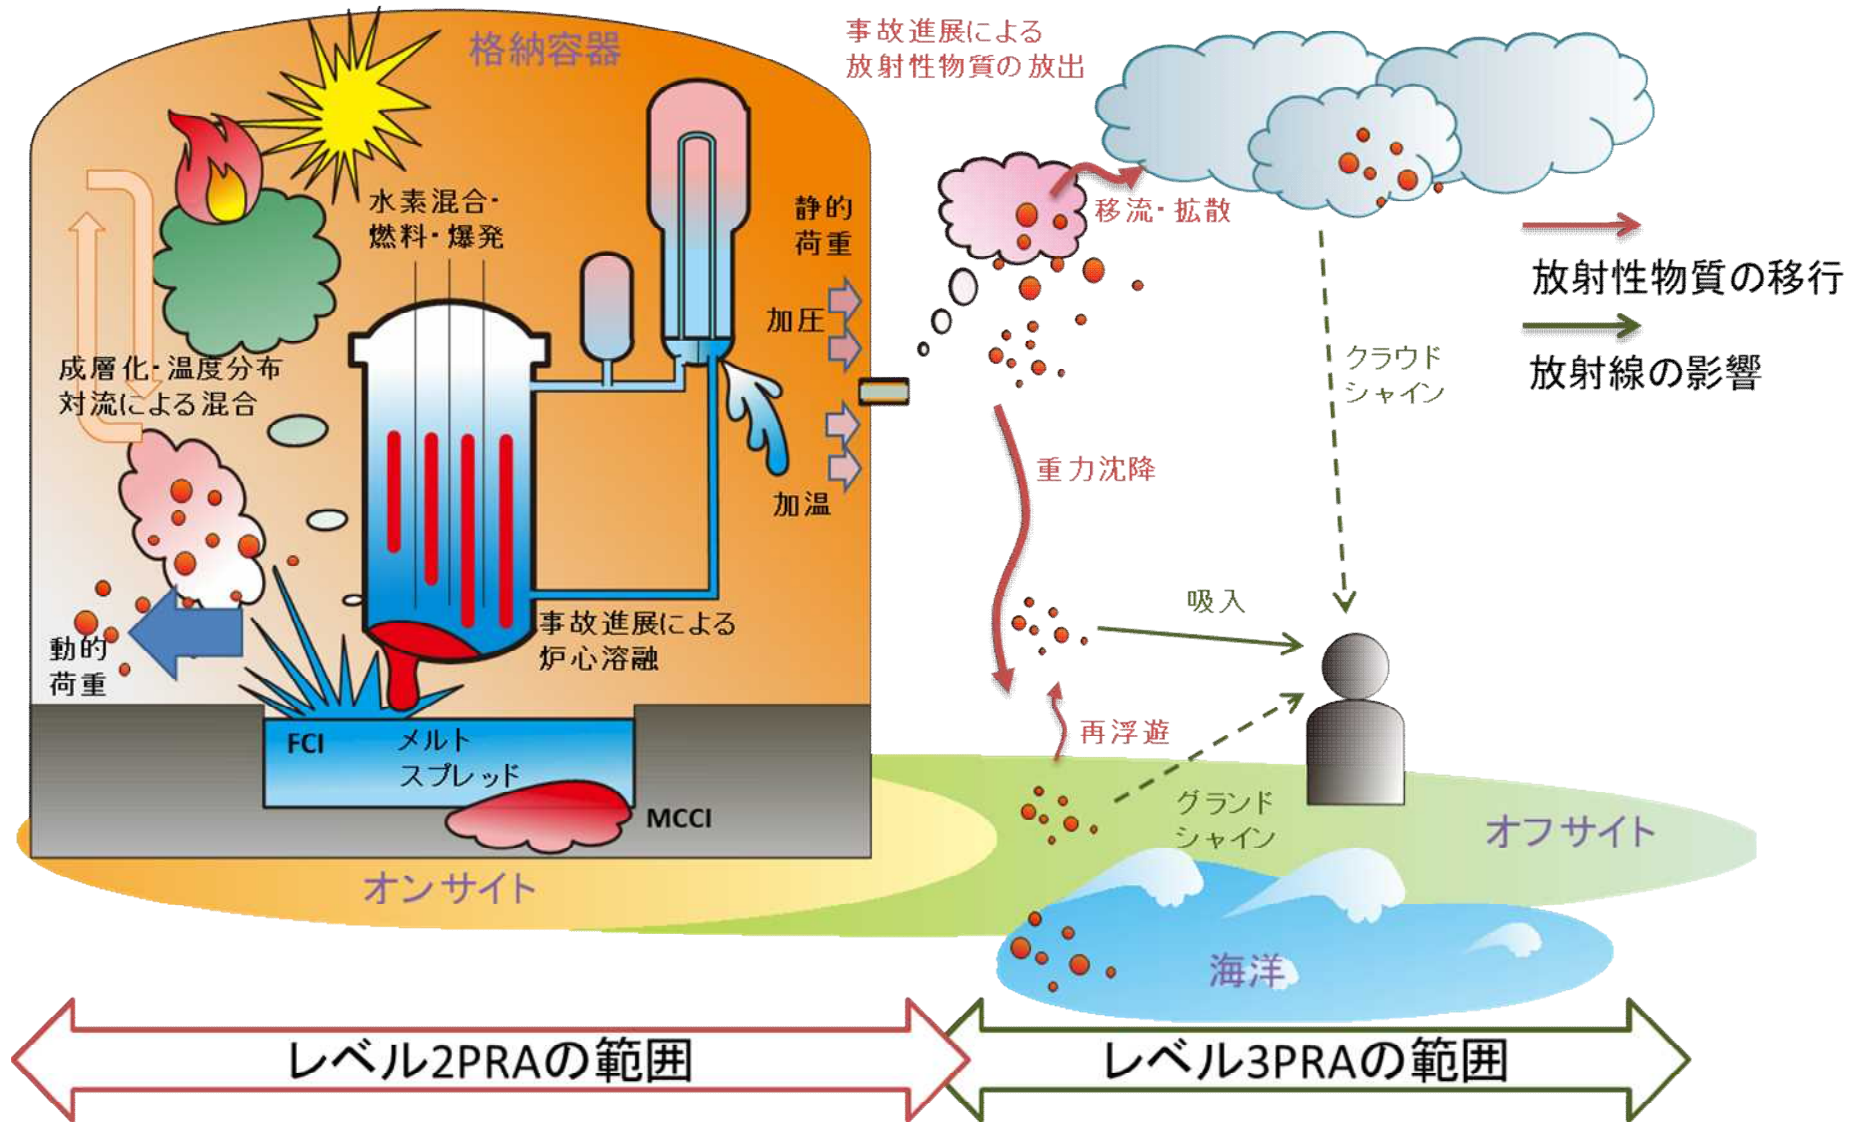 格納容器
事故進展による
放射性物質の放出
水素混合・
燃料・爆発
静的
荷重
移流・拡散
放射性物質の移行
加圧
成層化・温度分布
対流による混合
クラウド
シャイン
放射線の影響
加温
重力沈降
吸入
事故進展による
炉心溶融
動的
荷重
FCI
メルト
スプレッド
再浮遊
MCCI
グランド
シャイン
オフサイト
オンサイト
海洋
レベル2PRAの範囲
レベル3PRAの範囲